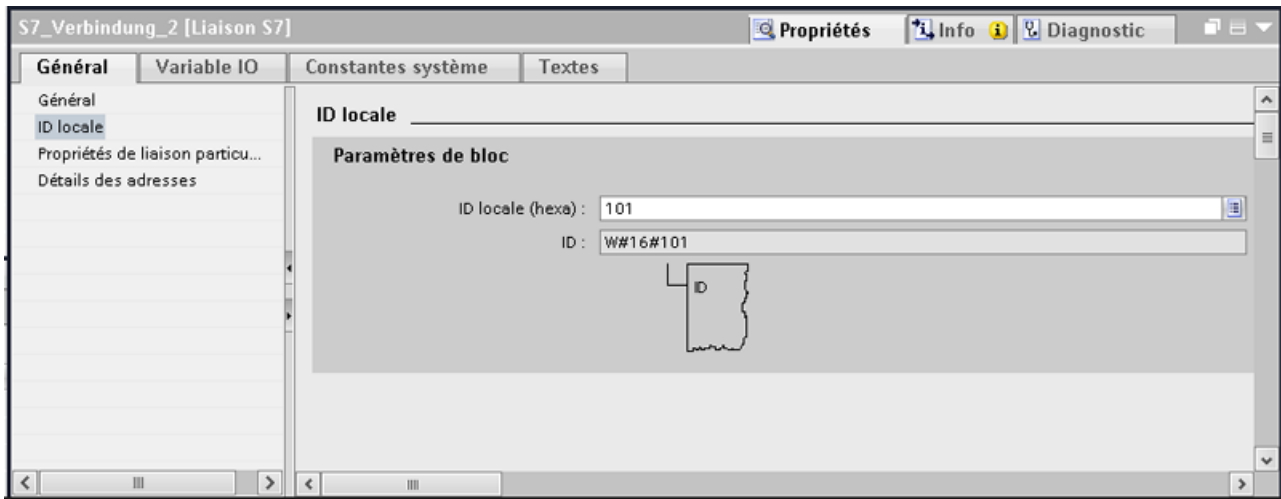 S7_Verbindung_2 [Liaison S7]
Propriétés
Info
Diagnostic
Général
Variable IO
Constantes système
Textes
Général
ID locale
Propriétés de liaison particu...
Détails des adresses
ID locale
Paramètres de bloc
ID locale (hexa) : 101
ID : W#16#101
ID